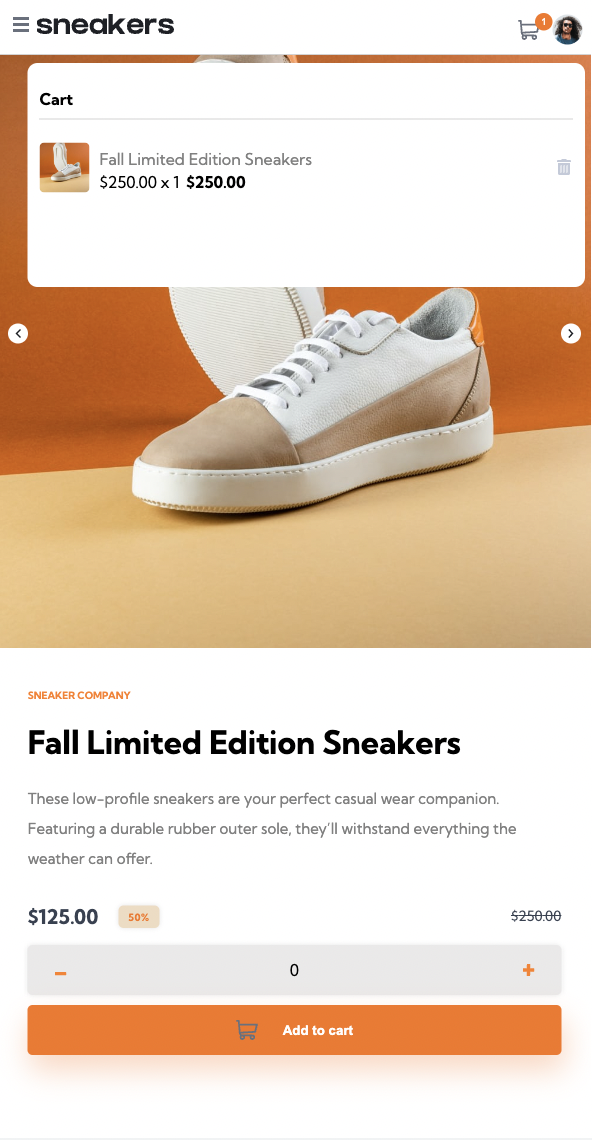 sneakers
1
Cart
Fall Limited Edition Sneakers
$250.00 x 1 $250.00
SNEAKER COMPANY
Fall Limited Edition Sneakers
These low-profile sneakers are your perfect casual wear companion.
Featuring a durable rubber outer sole, they’ll withstand everything the
weather can offer.
$125.00 50% $250.00
– 0 +
Add to cart